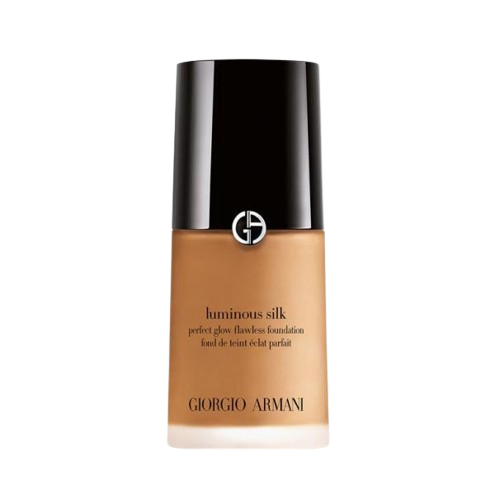 luminous silk
perfect glow flawless foundation
fond de teint éclat parfait
GIORGIO ARMANI